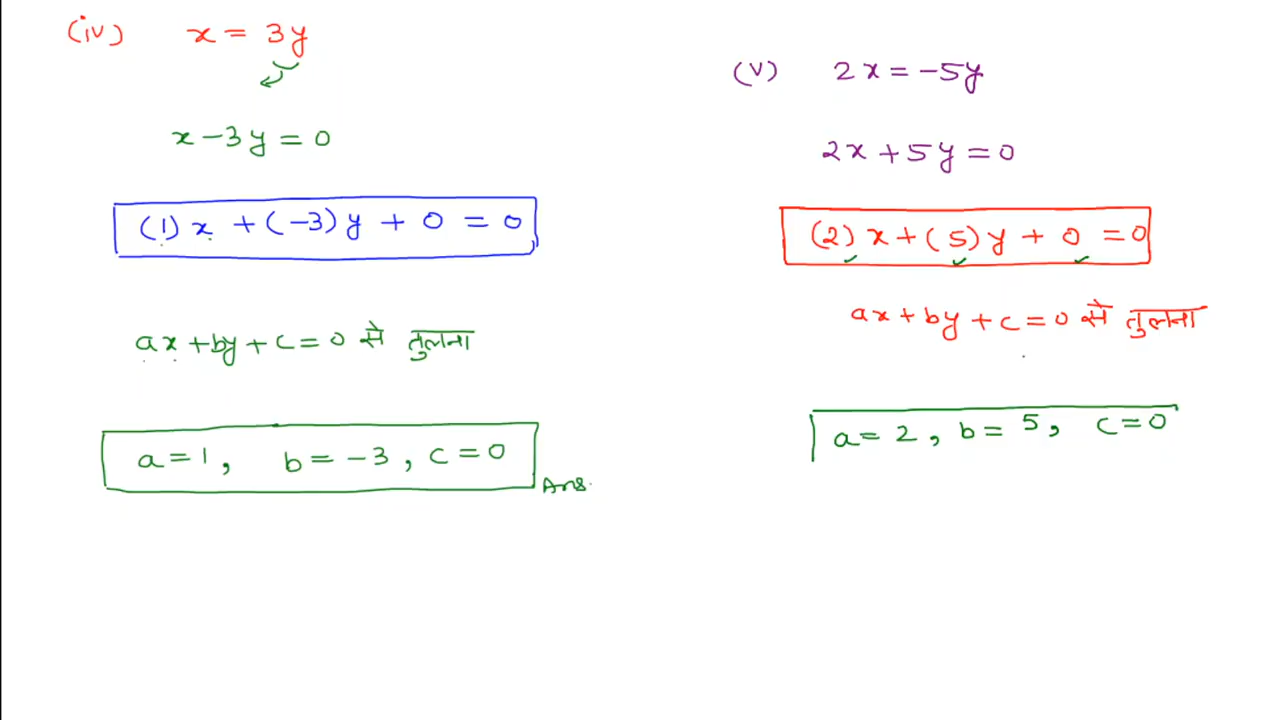 (iv) x = 3y
x - 3y = 0
(1) x + (-3) y + 0 = 0
ax + by + c = 0 से तुलना
a = 1, b = -3, c = 0
Ans.
(v) 2x = -5y
2x + 5y = 0
(2) x + (5) y + 0 = 0
ax + by + c = 0 से तुलना
a = 2, b = 5, c = 0